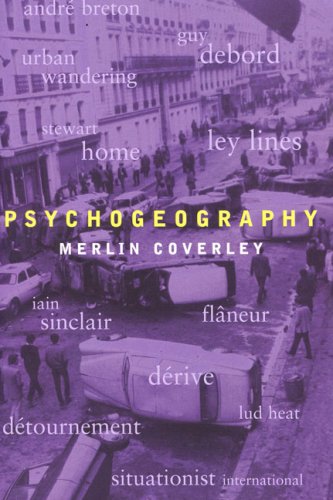 andré breton
guy
debord
urban
wandering
stewart
home
ley lines
PSYCHOGEOGRAPHY
MERLIN COVERLEY
iain
sinclair
flâneur
dérive
lud heat
détournement
situationist international